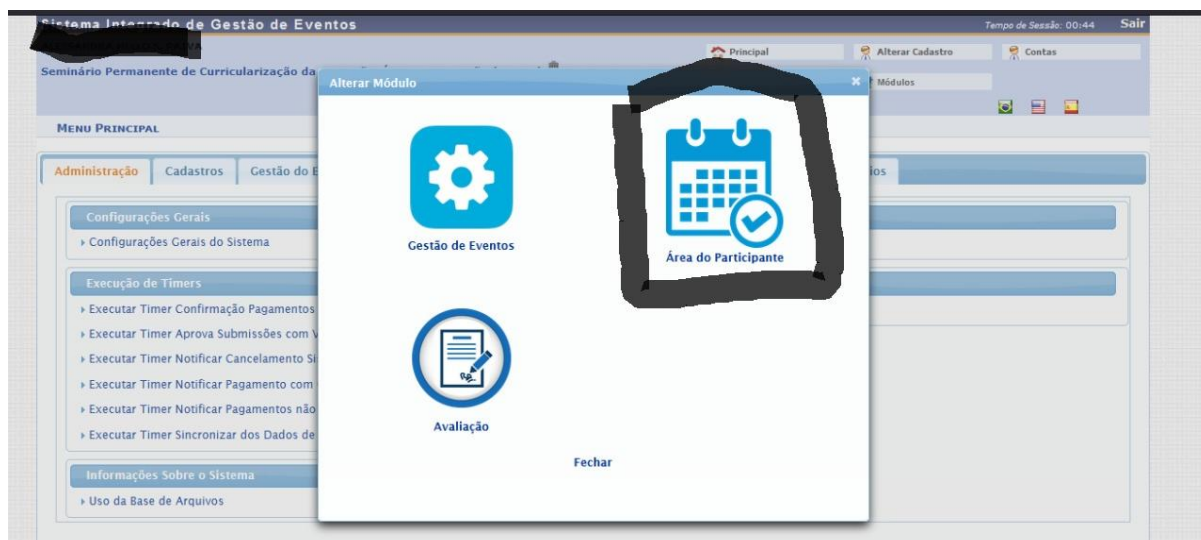 Sistema Integrado de Gestão de Eventos
Tempo de Sessão: 00:44
Sair
Principal
Alterar Cadastro
Contas
Seminário Permanente de Curricularização da
Módulos
MENU PRINCIPAL
Administração
Cadastros
Gestão do E
ios
Configurações Gerais
Configurações Gerais do Sistema
Execução de Timers
Executar Timer Confirmação Pagamentos
Executar Timer Aprova Submissões com V
Executar Timer Notificar Cancelamento Si
Executar Timer Notificar Pagamento com
Executar Timer Notificar Pagamentos não
Executar Timer Sincronizar dos Dados de
Informações Sobre o Sistema
Uso da Base de Arquivos
Alterar Módulo
×
Gestão de Eventos
Área do Participante
Avaliação
Fechar